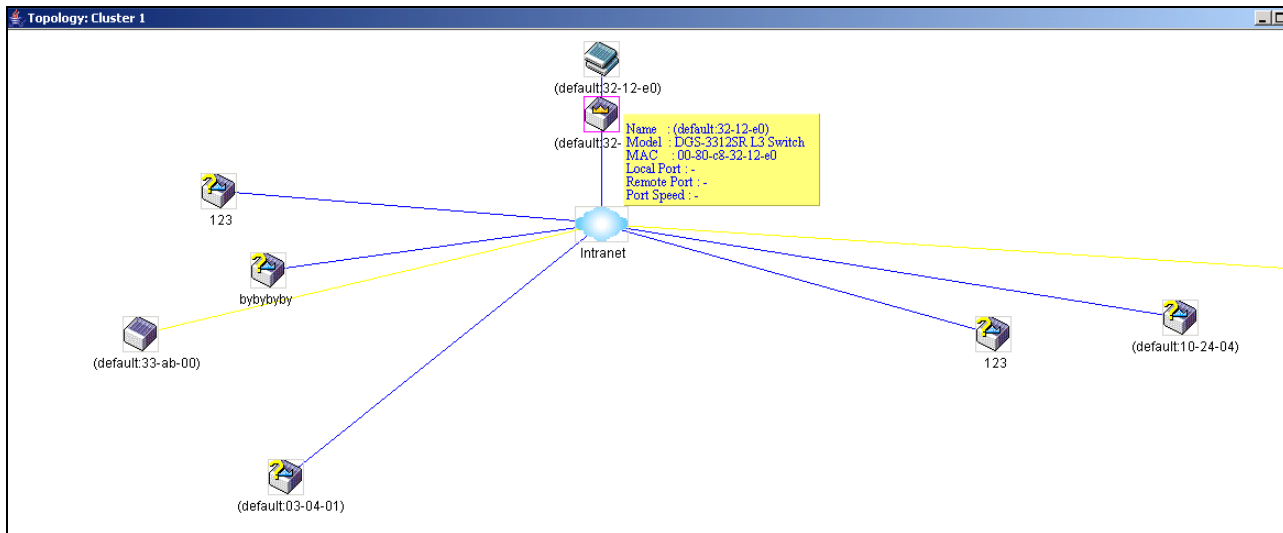 Topology: Cluster 1
(default:32-12-e0)
(default:32-
Name : (default:32-12-e0)
Model : DGS-3312SR L3 Switch
MAC : 00-80-c8-32-12-e0
Local Port : -
Remote Port : -
Port Speed : -
123
Intranet
bybybyby
(default:33-ab-00)
123
(default:10-24-04)
(default:03-04-01)